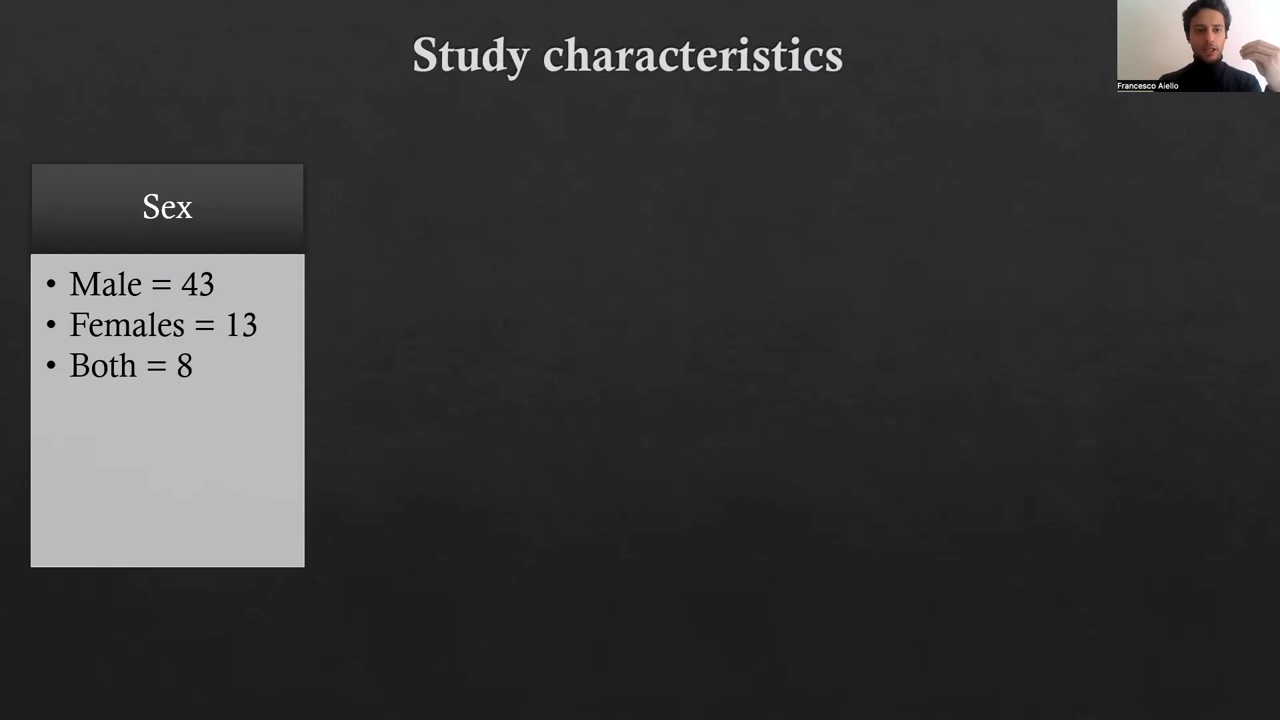 Study characteristics
Francesco Aiello
Sex
• Male = 43
• Females = 13
• Both = 8